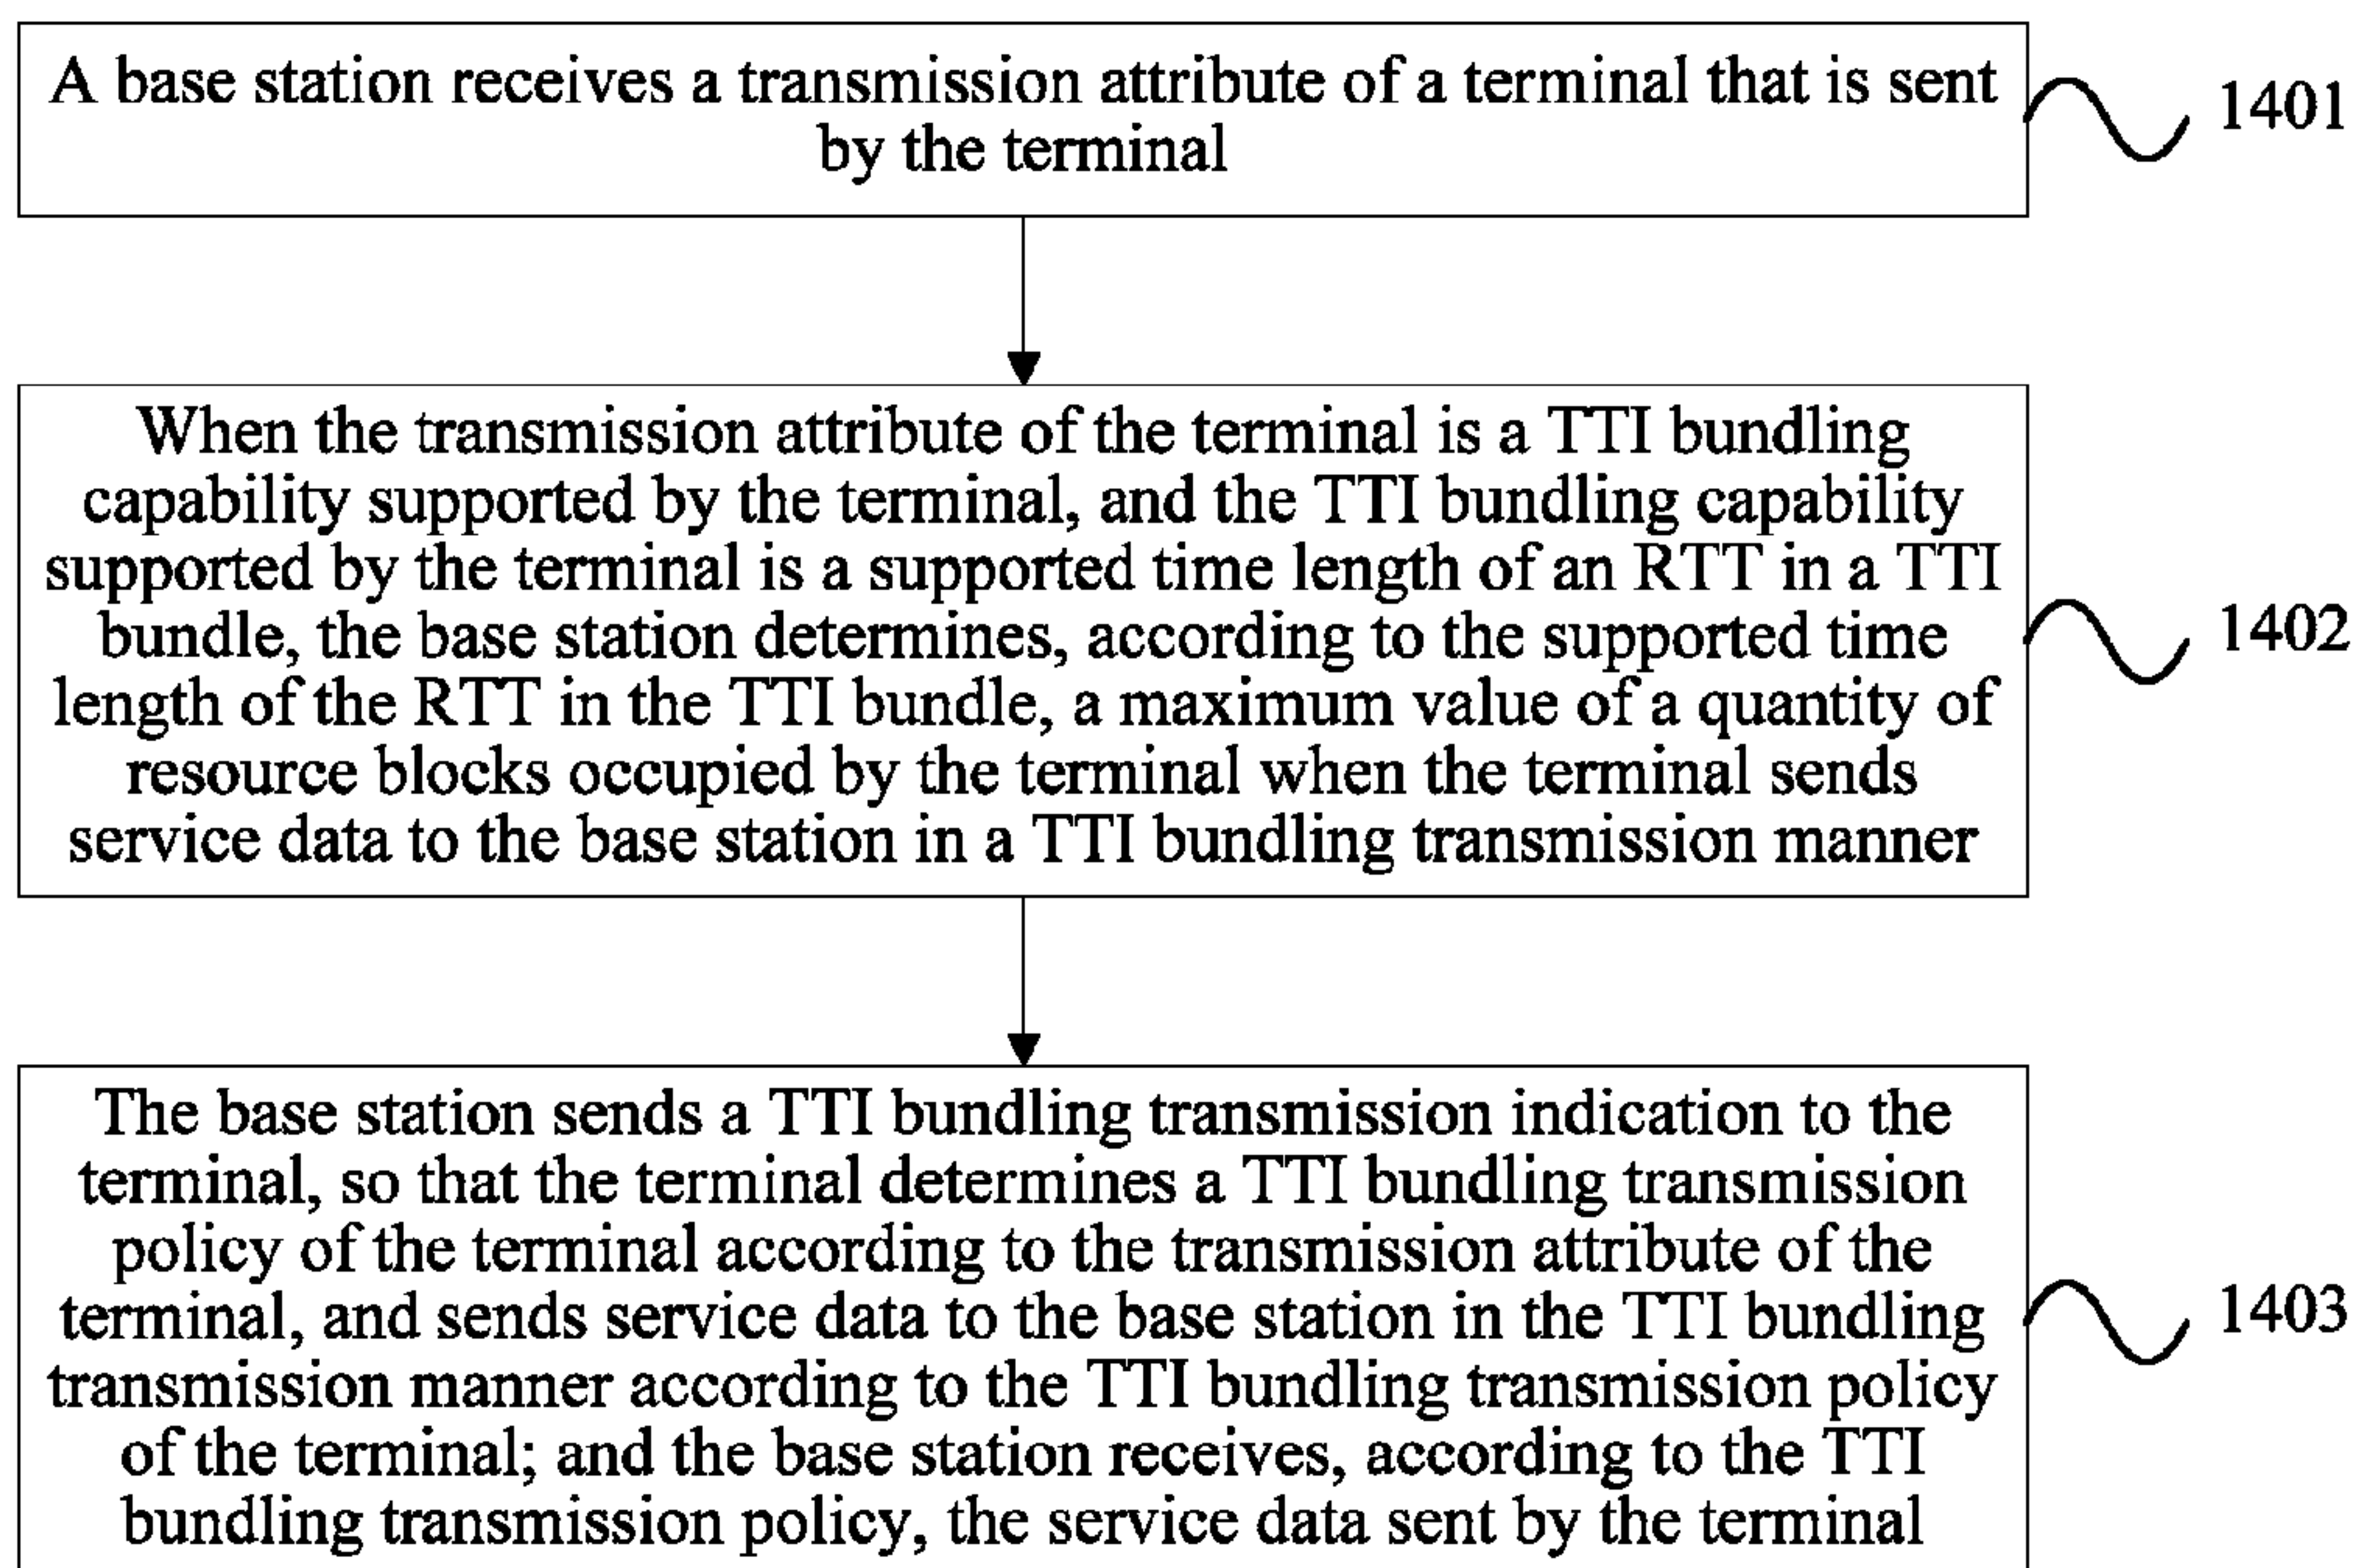 A base station receives a transmission attribute of a terminal that is sent
by the terminal
1401
When the transmission attribute of the terminal is a TTI bundling
capability supported by the terminal, and the TTI bundling capability
supported by the terminal is a supported time length of an RTT in a TTI
bundle, the base station determines, according to the supported time
length of the RTT in the TTI bundle, a maximum value of a quantity of
resource blocks occupied by the terminal when the terminal sends
service data to the base station in a TTI bundling transmission manner
1402
The base station sends a TTI bundling transmission indication to the
terminal, so that the terminal determines a TTI bundling transmission
policy of the terminal according to the transmission attribute of the
terminal, and sends service data to the base station in the TTI bundling
transmission manner according to the TTI bundling transmission policy
of the terminal; and the base station receives, according to the TTI
bundling transmission policy, the service data sent by the terminal
1403